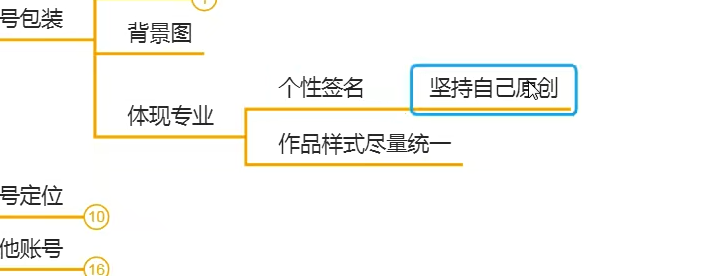 号包装
背景图
个性签名
坚持自己原创
体现专业
作品样式尽量统一
号定位
10
他账号
16